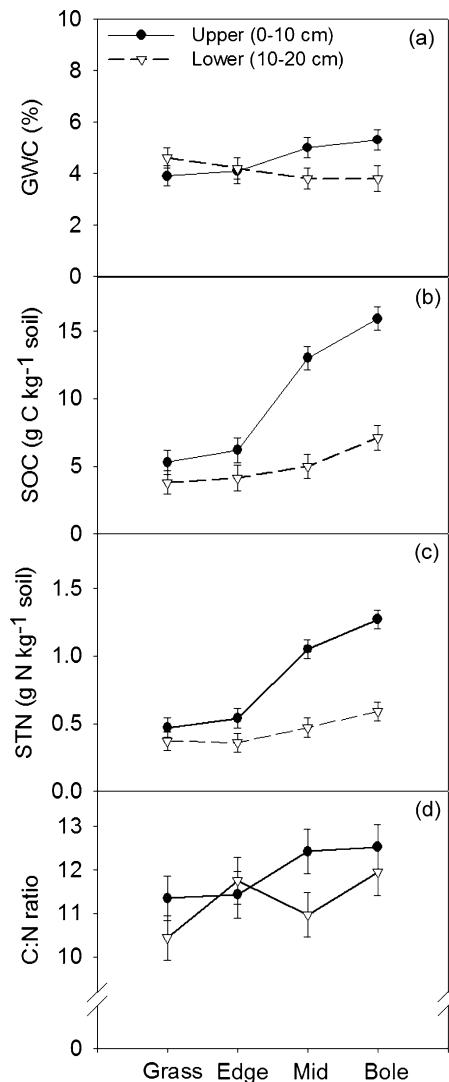 10
8
6
4
2
0
GWC (%)
Upper (0-10 cm)
Lower (10-20 cm)
(a)
15
10
5
0
SOC (g C kg⁻¹ soil)
(b)
1.5
1.0
0.5
0.0
STN (g N kg⁻¹ soil)
(c)
13
12
11
10
0
C:N ratio
(d)
Grass Edge Mid Bole